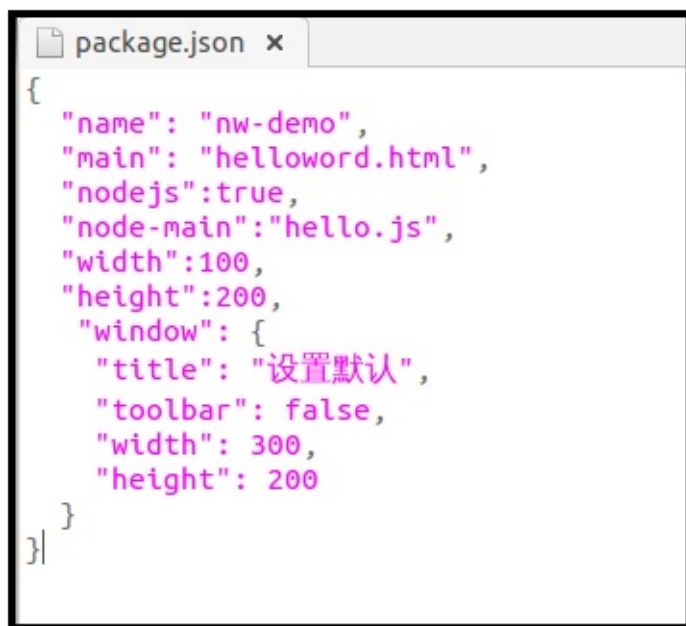 package.json ×
{
  "name": "nw-demo",
  "main": "helloword.html",
  "nodejs":true,
  "node-main":"hello.js",
  "width":100,
  "height":200,
   "window": {
    "title": "设置默认",
    "toolbar": false,
    "width": 300,
    "height": 200
  }
}